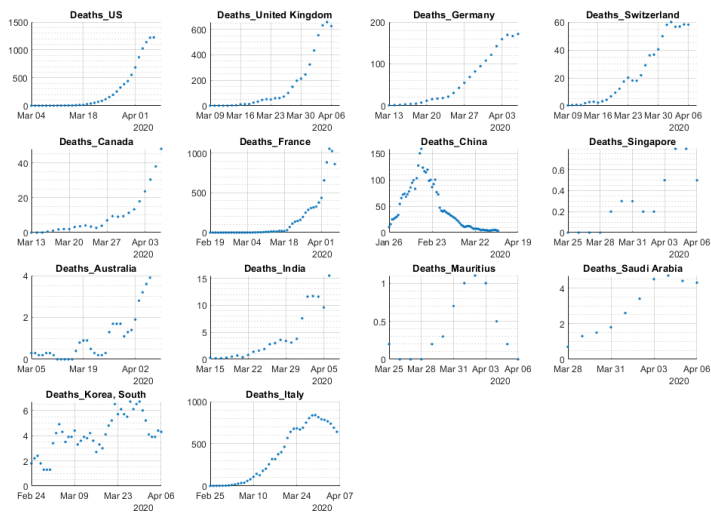 Deaths_US
1500
1000
500
0
Mar 04 Mar 18 Apr 01
2020
Deaths_United Kingdom
600
400
200
0
Mar 09 Mar 16 Mar 23 Mar 30 Apr 06
2020
Deaths_Germany
200
100
0
Mar 13 Mar 20 Mar 27 Apr 03
2020
Deaths_Switzerland
60
40
20
0
Mar 09 Mar 16 Mar 23 Mar 30 Apr 06
2020
Deaths_Canada
40
20
0
Mar 13 Mar 20 Mar 27 Apr 03
2020
Deaths_France
1000
500
0
Feb 19 Mar 04 Mar 18 Apr 01
2020
Deaths_China
150
100
50
0
Jan 26 Feb 23 Mar 22 Apr 19
2020
Deaths_Singapore
0.6
0.4
0.2
0
Mar 25 Mar 28 Mar 31 Apr 03 Apr 06
2020
Deaths_Australia
4
2
0
Mar 05 Mar 19 Apr 02
2020
Deaths_India
15
10
5
0
Mar 15 Mar 22 Mar 29 Apr 05
2020
Deaths_Mauritius
1
0.5
0
Mar 25 Mar 28 Mar 31 Apr 03 Apr 06
2020
Deaths_Saudi Arabia
4
2
0
Mar 28 Mar 31 Apr 03 Apr 06
2020
Deaths_Korea, South
6
4
2
0
Feb 24 Mar 09 Mar 23 Apr 06
2020
Deaths_Italy
1000
500
0
Feb 25 Mar 10 Mar 24 Apr 07
2020